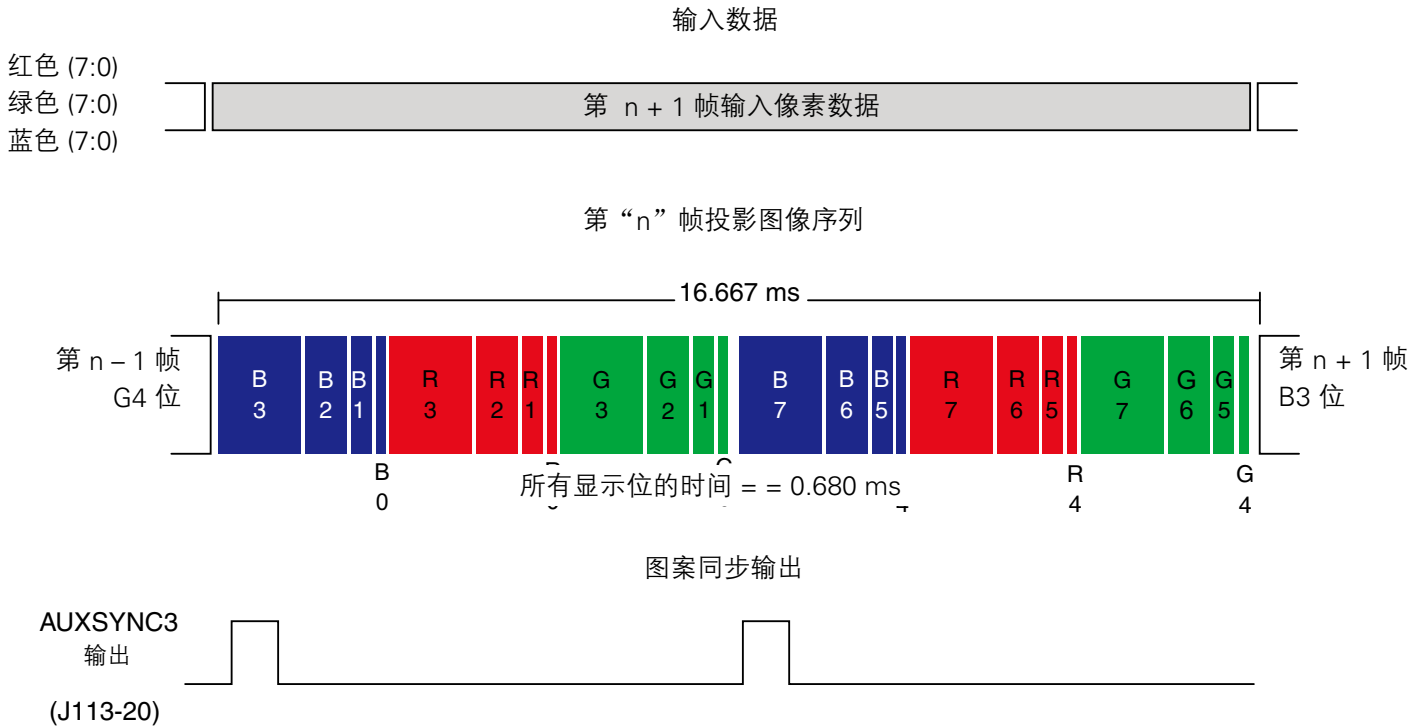 输入数据
红色 (7:0)
绿色 (7:0)
蓝色 (7:0)
第 n + 1 帧输入像素数据
第“n”帧投影图像序列
16.667 ms
第 n – 1 帧
G4 位
B 3
B 2
B 1
R 3
R 2
R 1
G 3
G 2
G 1
B 7
B 6
B 5
R 7
R 6
R 5
G 7
G 6
G 5
第 n + 1 帧
B3 位
B 0
R 4
G 4
所有显示位的时间 = = 0.680 ms
图案同步输出
AUXSYNC3
输出
(J113-20)